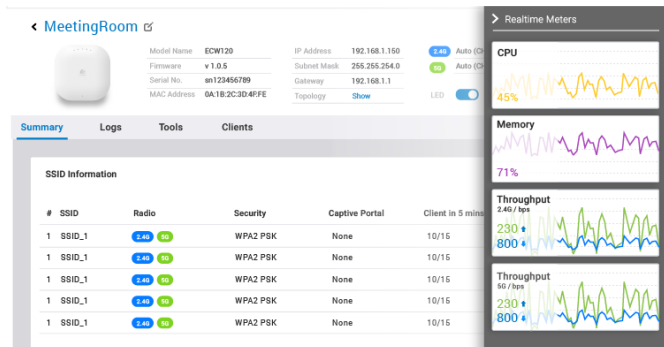 MeetingRoom
Model Name ECW120
Firmware v 1.0.5
Serial No. sn123456789
MAC Address 0A:1B:2C:3D:4F:FE
IP Address 192.168.1.150
Subnet Mask 255.255.254.0
Gateway 192.168.1.1
Topology Show
2.4G Auto (C
5G Auto (C
LED
Summary Logs Tools Clients
SSID Information
# SSID Radio Security Captive Portal Client in 5 mins
1 SSID_1 2.4G 5G WPA2 PSK None 10/15
1 SSID_1 2.4G 5G WPA2 PSK None 10/15
1 SSID_1 2.4G 5G WPA2 PSK None 10/15
1 SSID_1 2.4G 5G WPA2 PSK None 10/15
1 SSID_1 2.4G 5G WPA2 PSK None 10/15
Realtime Meters
CPU
45%
Memory
71%
Throughput
2.4G / bps
230
800
Throughput
5G / bps
230
800